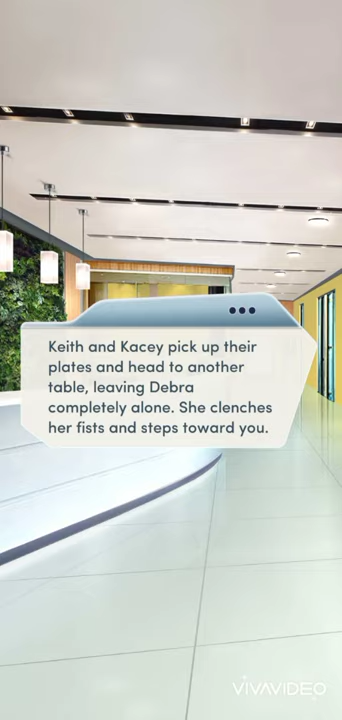 Keith and Kacey pick up their
plates and head to another
table, leaving Debra
completely alone. She clenches
her fists and steps toward you.
VIVAVIDEO